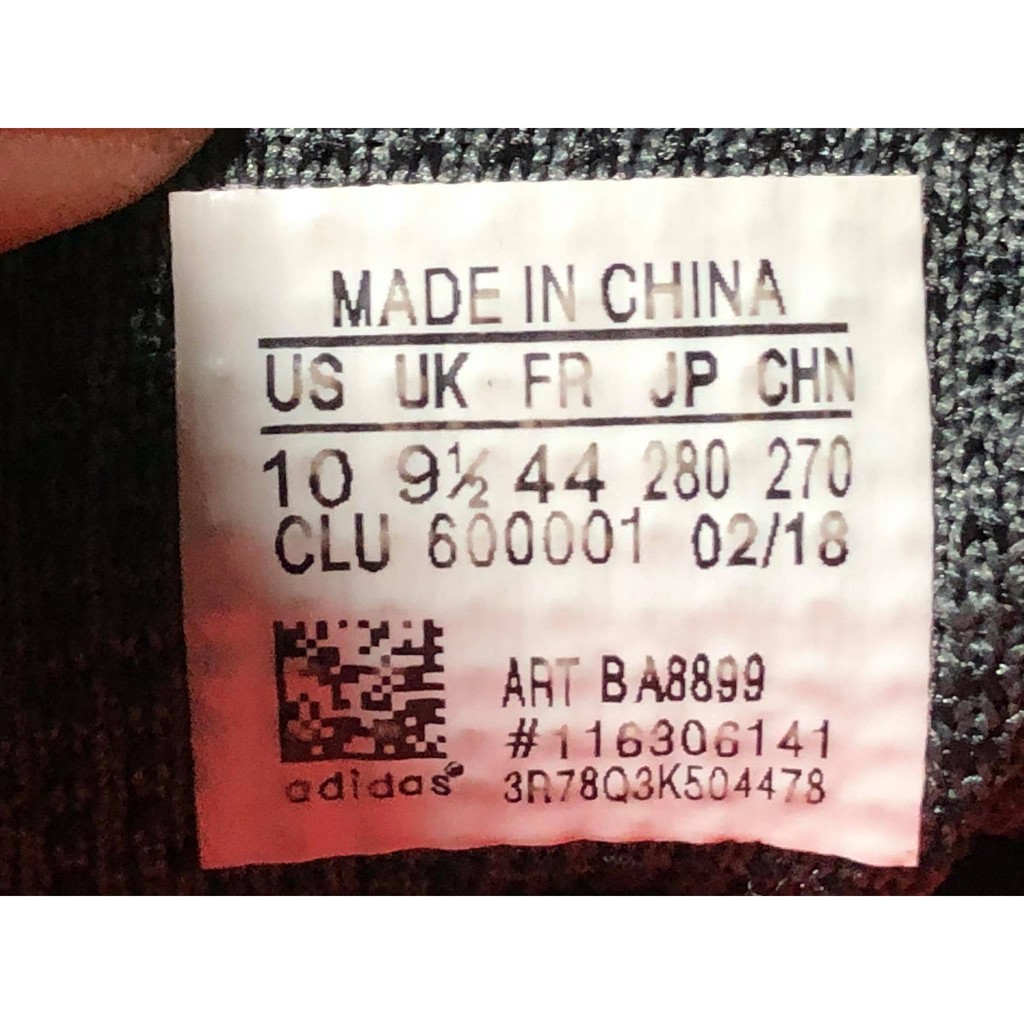 MADE IN CHINA
US UK FR JP CHN
10 9½ 44 280 270
CLU 600001 02/18
ART BA8899
#116306141
adidas
3R78Q3K504478